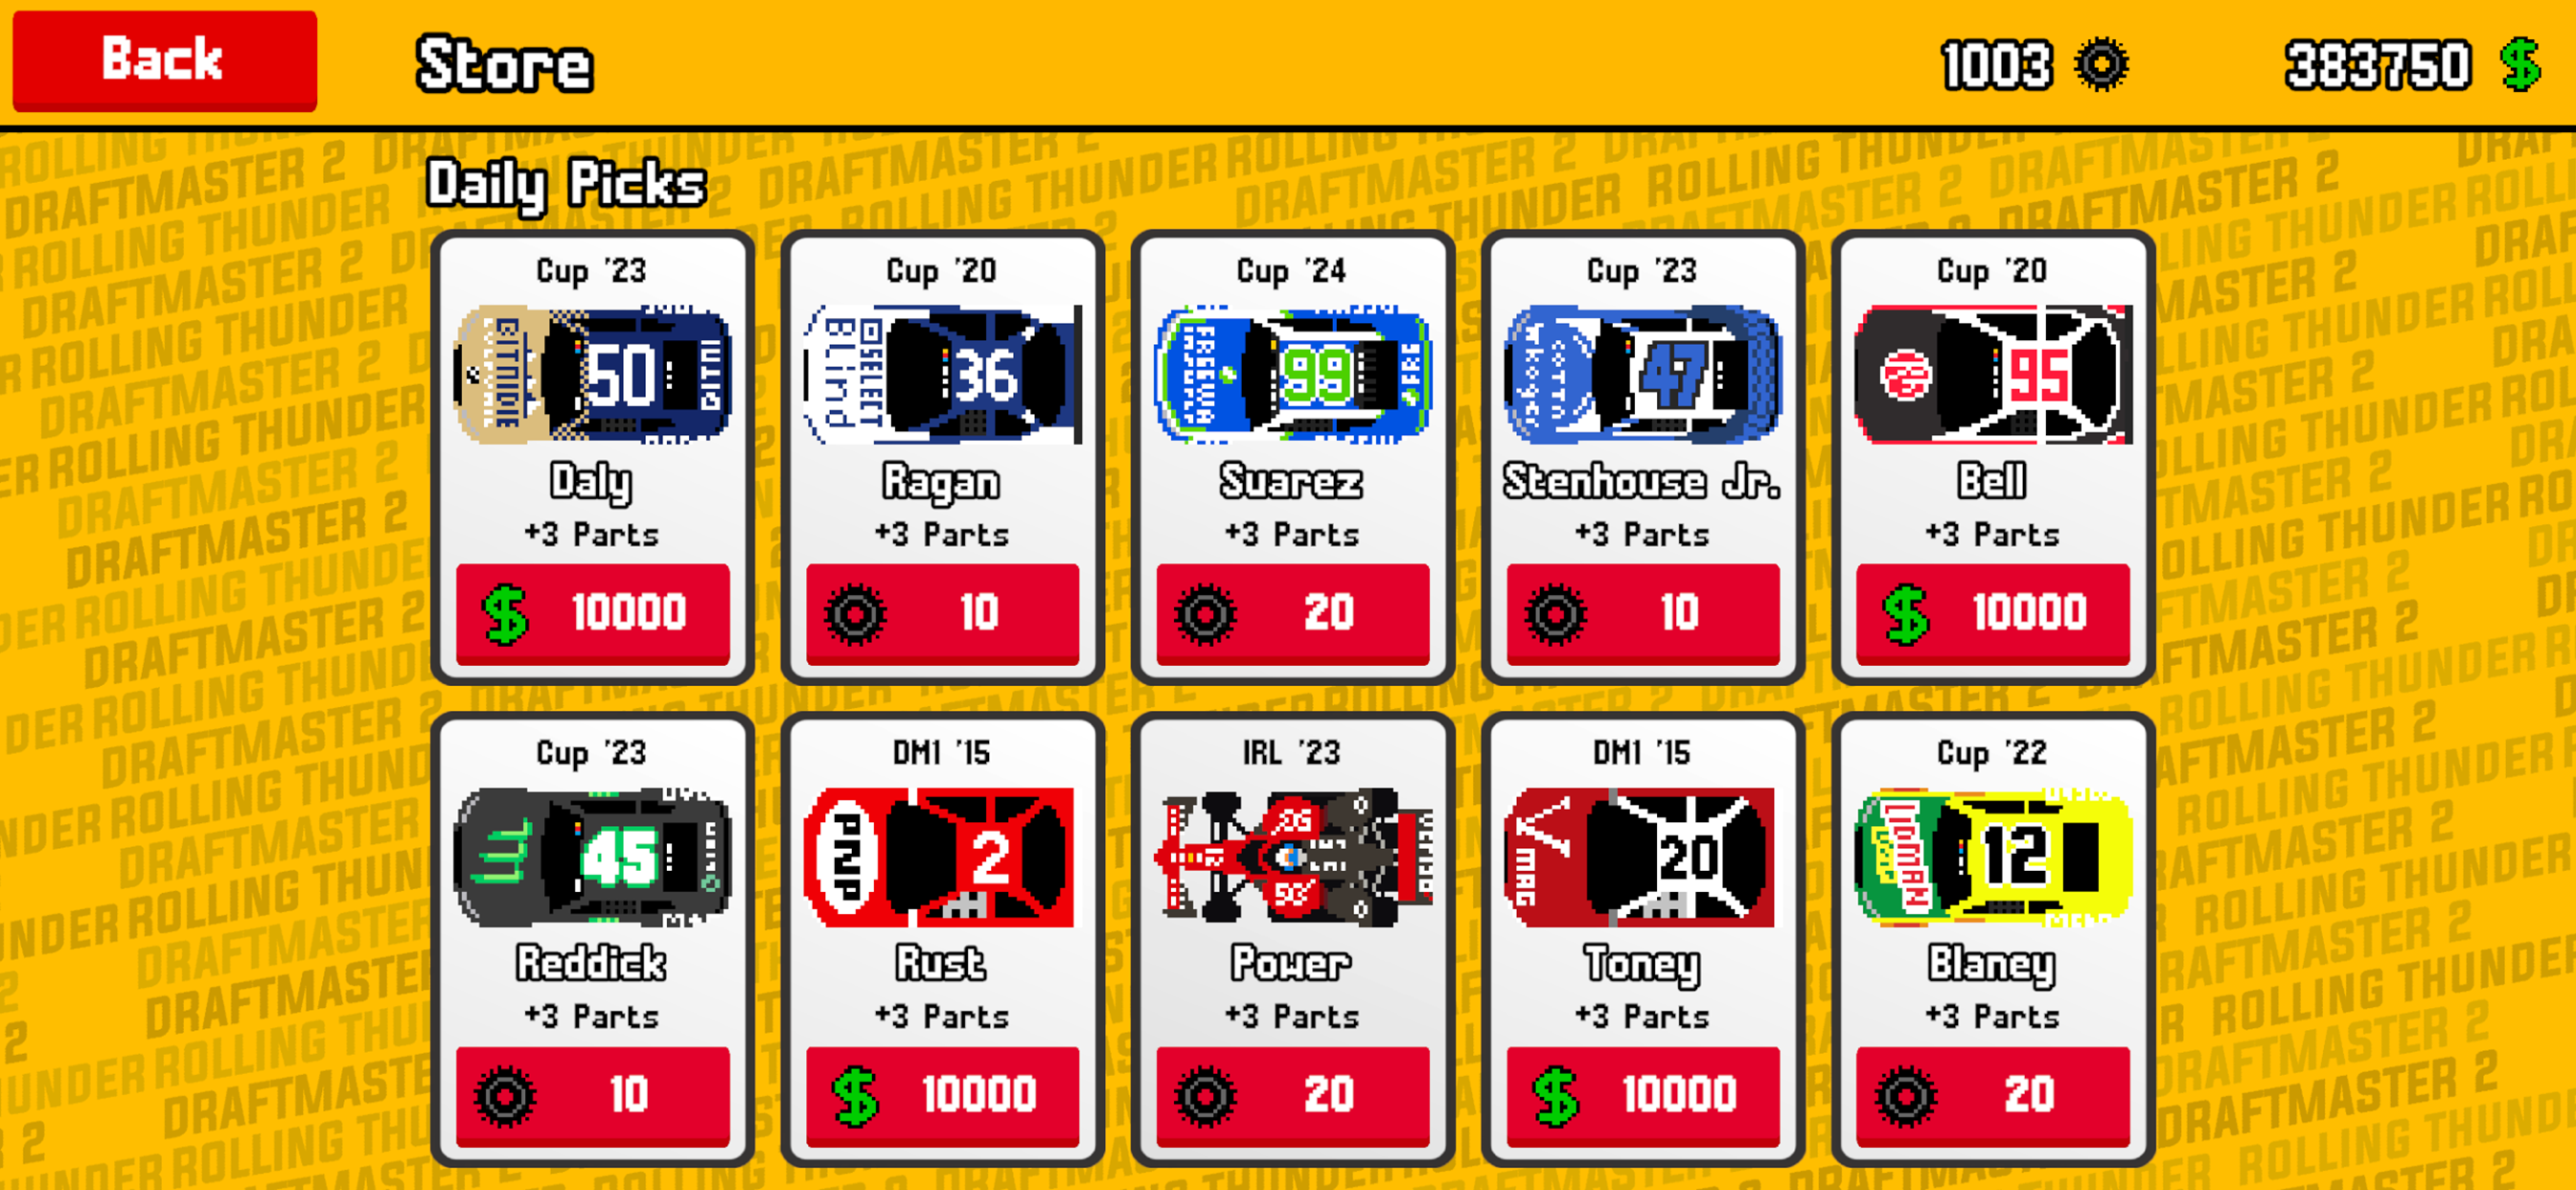 Back
Store
1003
383750 $
Daily Picks
Cup '23
50
Daly
+3 Parts
$ 10000
Cup '20
SELECT
Blind
36
Ragan
+3 Parts
10
Cup '24
99
Suarez
+3 Parts
20
Cup '23
47
Stenhouse Jr.
+3 Parts
10
Cup '20
95
Bell
+3 Parts
$ 10000
Cup '23
45
Reddick
+3 Parts
10
DM1 '15
PNP
2
Rust
+3 Parts
$ 10000
IRL '23
Power
+3 Parts
20
DM1 '15
V
MAG
20
Toney
+3 Parts
$ 10000
Cup '22
12
Blaney
+3 Parts
20
ROLLING THUNDER
DRAFTMASTER 2